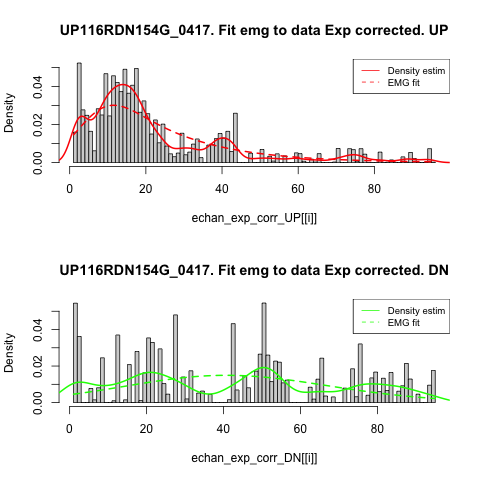 UP116RDN154G_0417. Fit emg to data Exp corrected. UP
Density
0.00 0.02 0.04
Density estim
EMG fit
0 20 40 60 80
echan_exp_corr_UP[[i]]
UP116RDN154G_0417. Fit emg to data Exp corrected. DN
Density
0.00 0.02 0.04
Density estim
EMG fit
0 20 40 60 80
echan_exp_corr_DN[[i]]